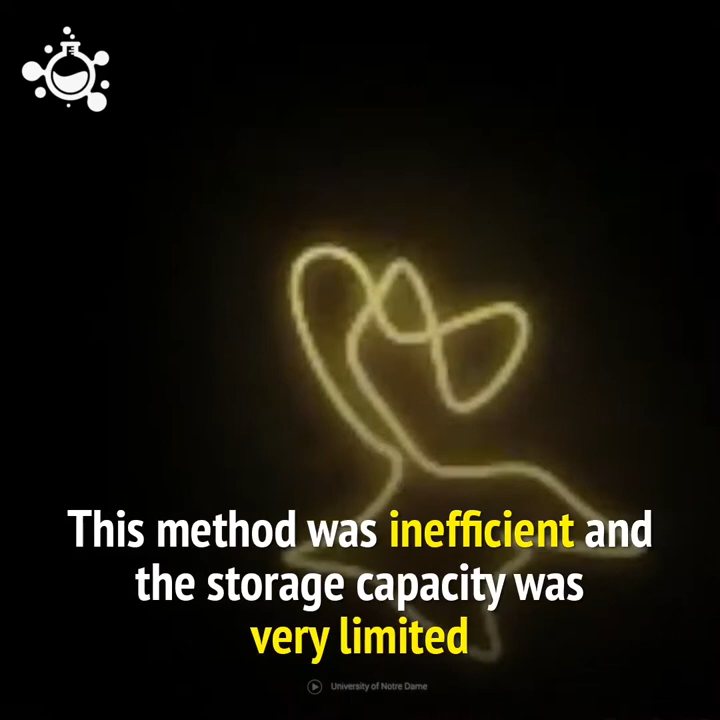 This method was inefficient and
the storage capacity was
very limited
University of Notre Dame